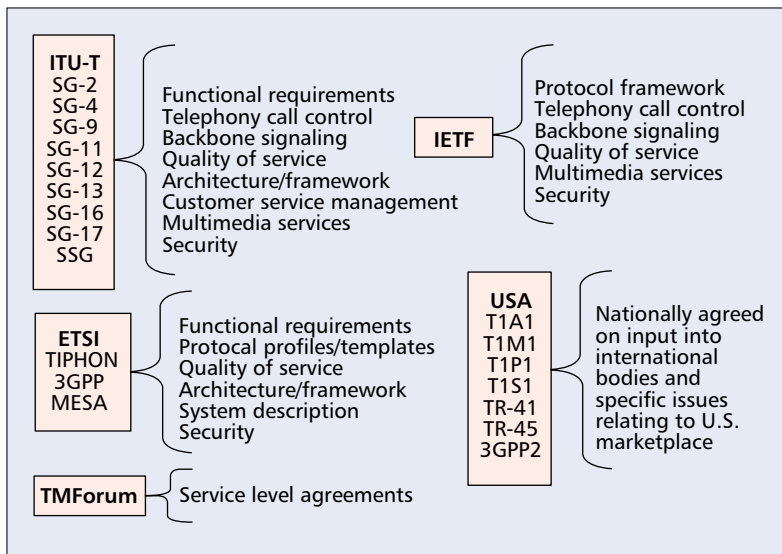 ITU-T
SG-2
SG-4
SG-9
SG-11
SG-12
SG-13
SG-16
SG-17
SSG
Functional requirements
Telephony call control
Backbone signaling
Quality of service
Architecture/framework
Customer service management
Multimedia services
Security
IETF
Protocol framework
Telephony call control
Backbone signaling
Quality of service
Multimedia services
Security
ETSI
TIPHON
3GPP
MESA
Functional requirements
Protocal profiles/templates
Quality of service
Architecture/framework
System description
Security
USA
T1A1
T1M1
T1P1
T1S1
TR-41
TR-45
3GPP2
Nationally agreed
on input into
international
bodies and
specific issues
relating to U.S.
marketplace
TMForum
Service level agreements